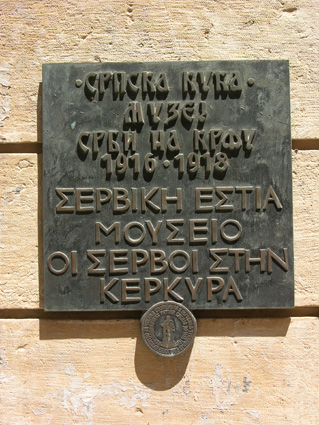 ·СРПСКА КУЋА·
МУЗЕЈ
СРБИ НА КРФУ
1916·1918
ΣΕΡΒΙΚΗ ΕΣΤΙΑ
ΜΟΥΣΕΙΟ
ΟΙ ΣΕΡΒΟΙ ΣΤΗΝ
ΚΕΡΚΥΡΑ